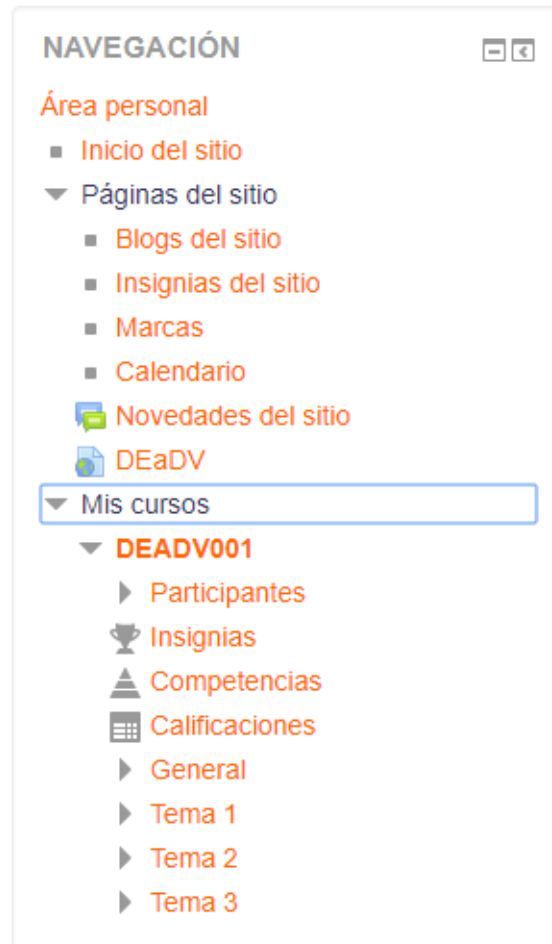 NAVEGACIÓN
Área personal
Inicio del sitio
Páginas del sitio
Blogs del sitio
Insignias del sitio
Marcas
Calendario
Novedades del sitio
DEaDV
Mis cursos
DEADV001
Participantes
Insignias
Competencias
Calificaciones
General
Tema 1
Tema 2
Tema 3